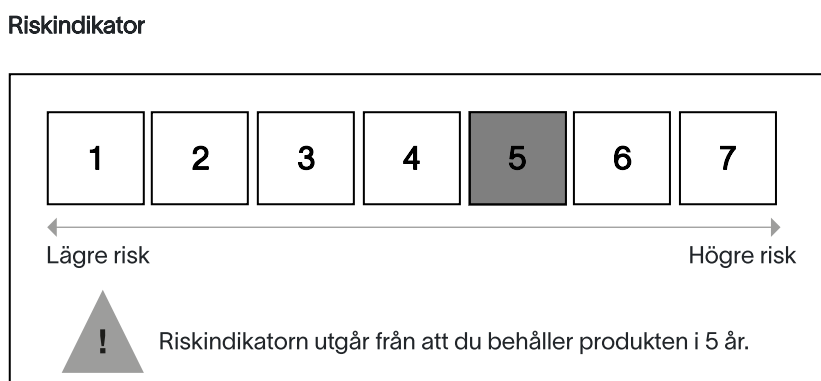 Riskindikator
1 2 3 4 5 6 7
Lägre risk Högre risk
! Riskindikatorn utgår från att du behåller produkten i 5 år.